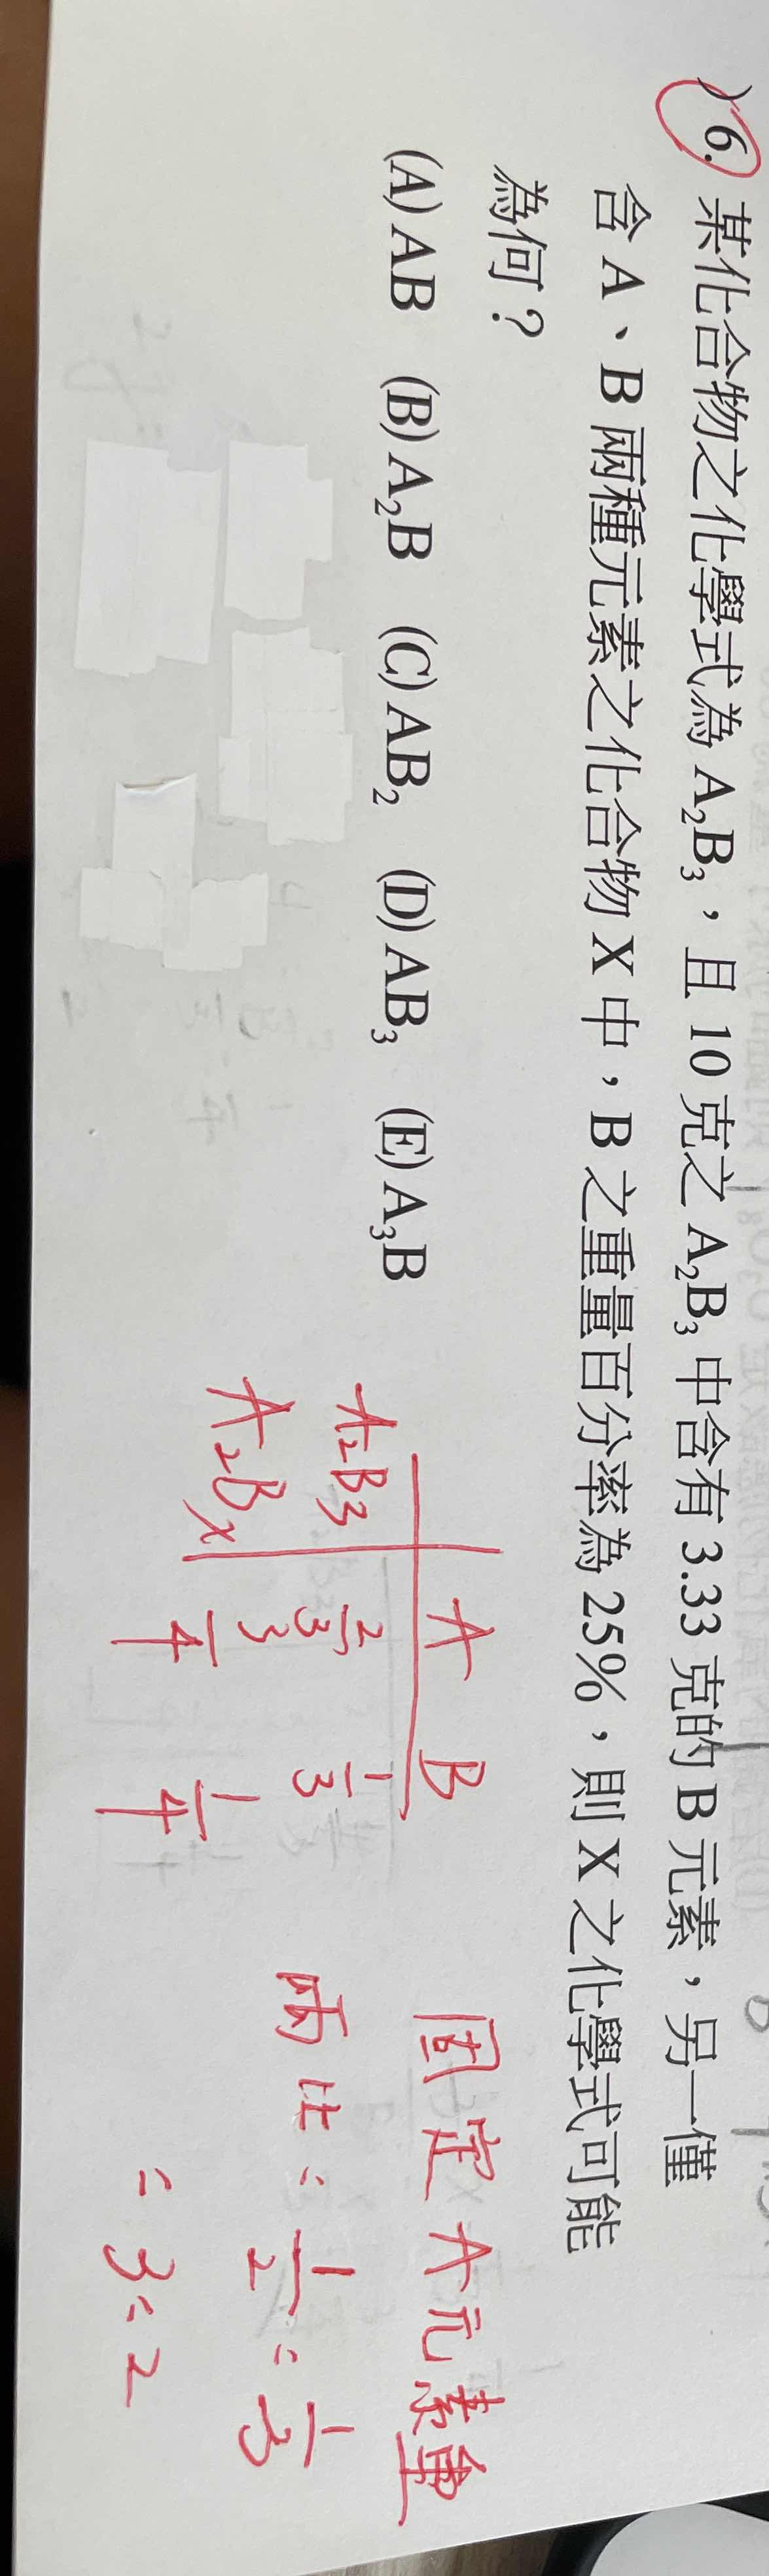 )6. 某化合物之化學式為 A₂B₃,且 10 克之 A₂B₃ 中含有 3.33 克的 B 元素,另一僅
含 A、B 兩種元素之化合物 X 中,B 之重量百分率為 25%,則 X 之化學式可能
為何?
(A) AB (B) A₂B (C) AB₂ (D) AB₃ (E) A₃B
A B
A₂B₃ 2/3 1/3
A₂Bₓ 3/4 1/4
固定 A 元素重
兩比: 1/2 : 1/3
= 3 : 2